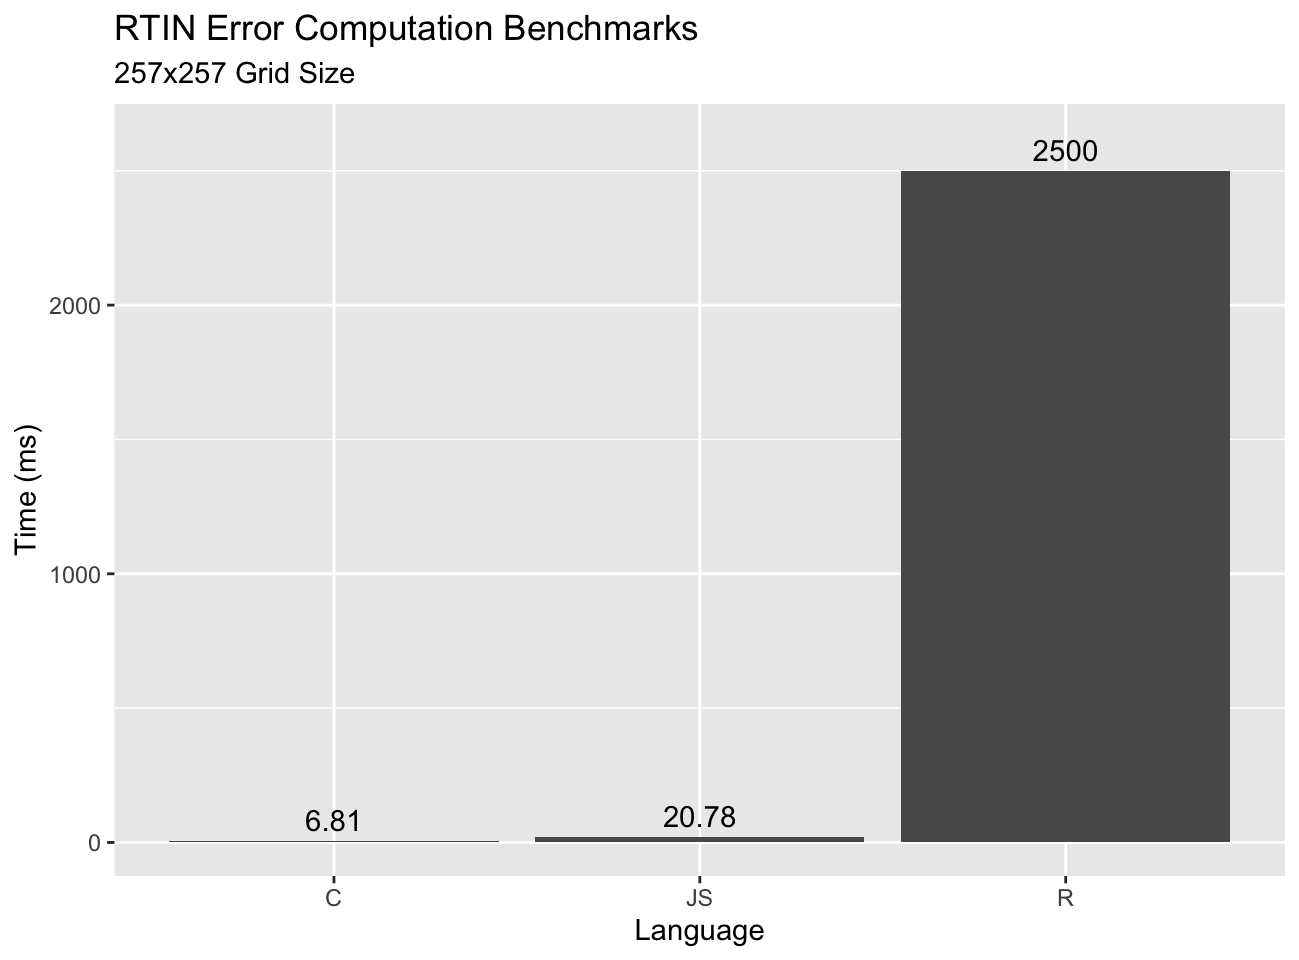 RTIN Error Computation Benchmarks
257x257 Grid Size
2500
2000
Time (ms)
1000
6.81
20.78
0
C JS R
Language